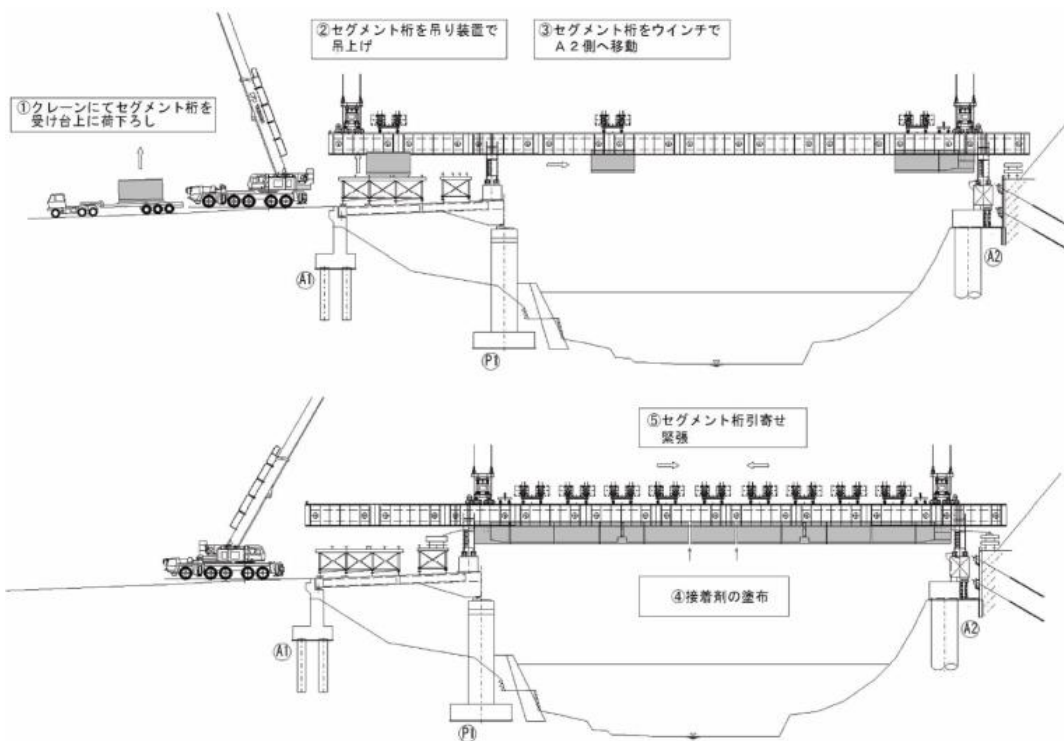 ②セグメント桁を吊り装置で
吊上げ
③セグメント桁をウインチで
A2側へ移動
①クレーンにてセグメント桁を
受け台上に荷下ろし
A1
P1
A2
⑤セグメント桁引寄せ
緊張
④接着剤の塗布
A1
P1
A2